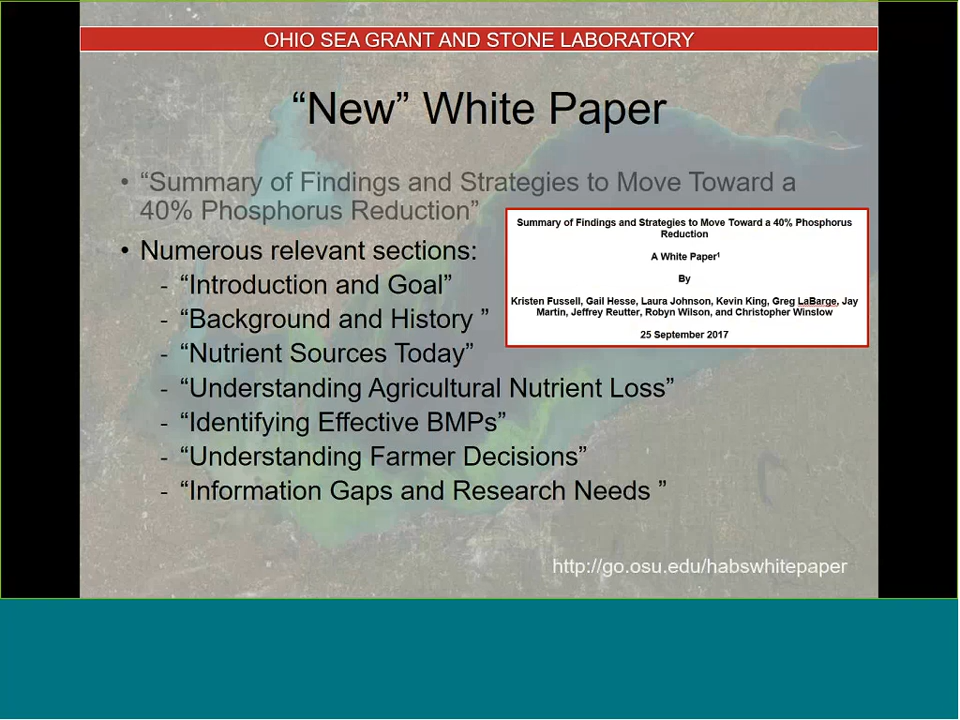 OHIO SEA GRANT AND STONE LABORATORY
“New” White Paper
• “Summary of Findings and Strategies to Move Toward a
40% Phosphorus Reduction”
• Numerous relevant sections:
- “Introduction and Goal”
- “Background and History ”
- “Nutrient Sources Today”
- “Understanding Agricultural Nutrient Loss”
- “Identifying Effective BMPs”
- “Understanding Farmer Decisions”
- “Information Gaps and Research Needs ”
Summary of Findings and Strategies to Move Toward a 40% Phosphorus
Reduction
A White Paper¹
By
Kristen Fussell, Gail Hesse, Laura Johnson, Kevin King, Greg LaBarge, Jay
Martin, Jeffrey Reutter, Robyn Wilson, and Christopher Winslow
25 September 2017
http://go.osu.edu/habswhitepaper